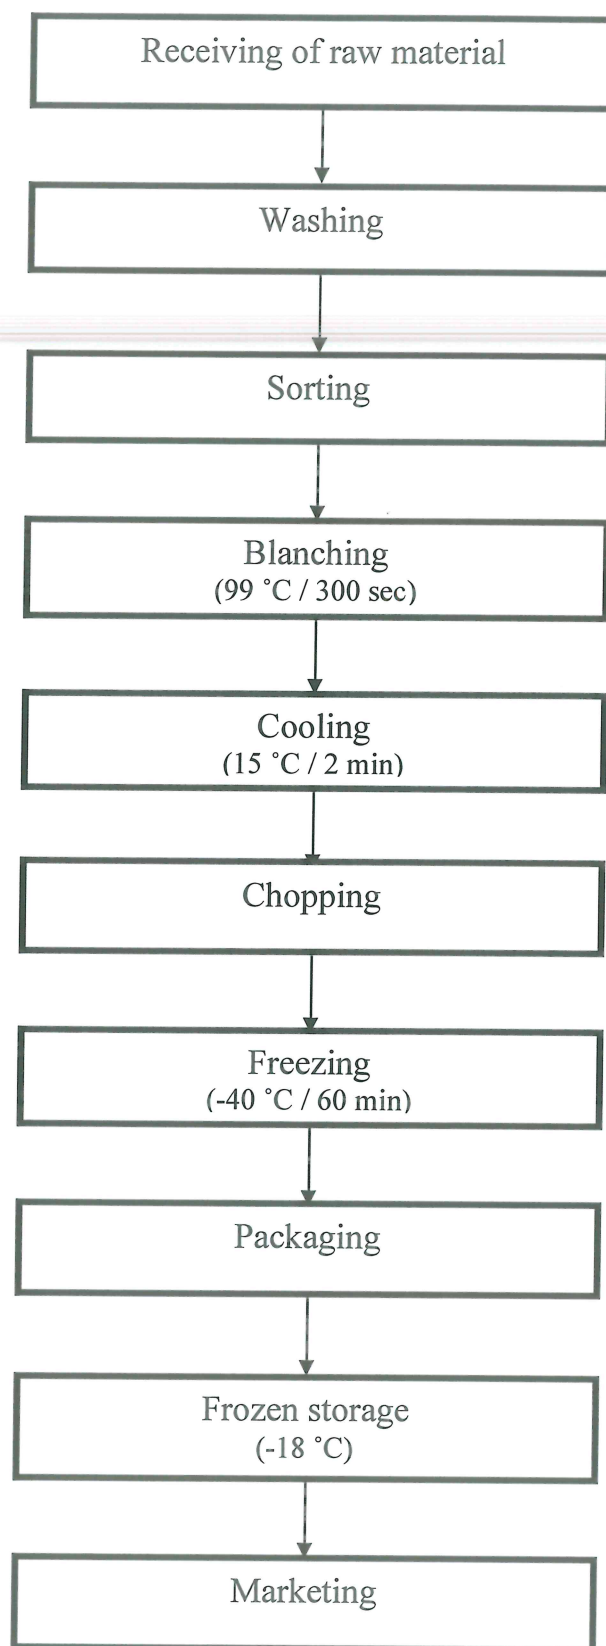 Receiving of raw material
Washing
Sorting
Blanching
(99 ˚C / 300 sec)
Cooling
(15 ˚C / 2 min)
Chopping
Freezing
(-40 ˚C / 60 min)
Packaging
Frozen storage
(-18 ˚C)
Marketing